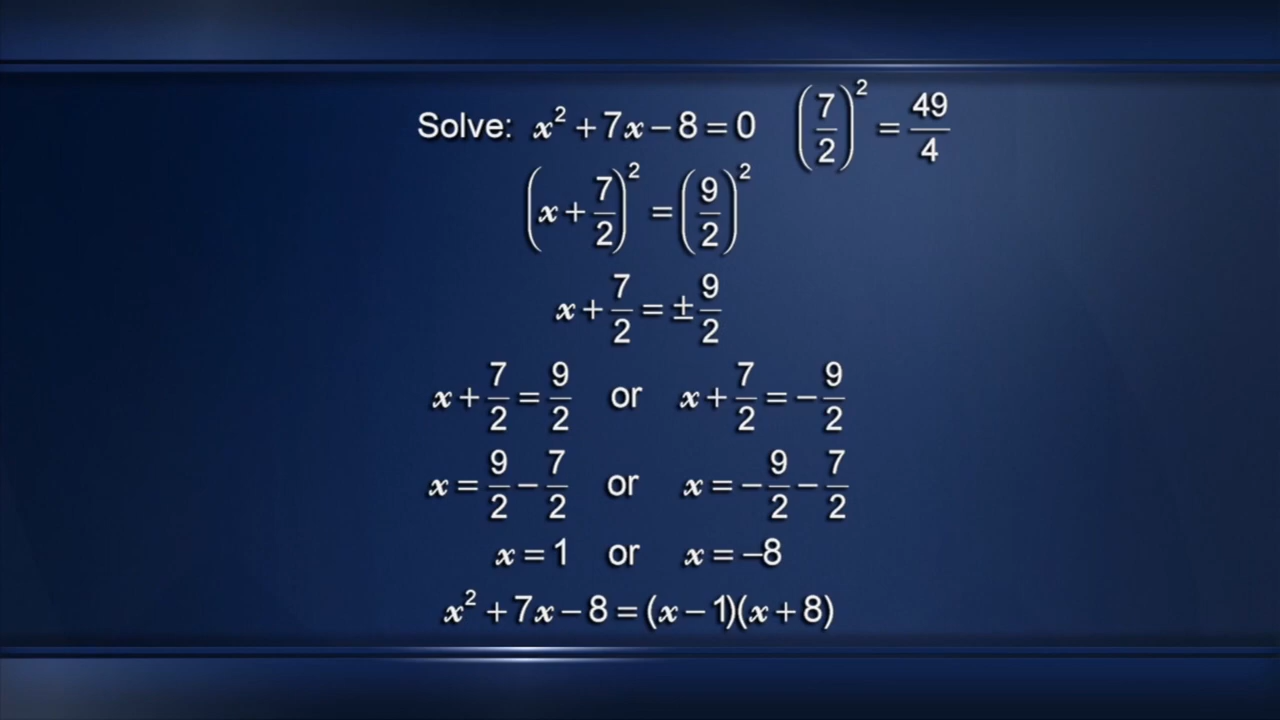 Solve: x² + 7x − 8 = 0   (7/2)² = 49/4
(x + 7/2)² = (9/2)²
x + 7/2 = ± 9/2
x + 7/2 = 9/2 or x + 7/2 = − 9/2
x = 9/2 − 7/2 or x = − 9/2 − 7/2
x = 1 or x = −8
x² + 7x − 8 = (x − 1)(x + 8)